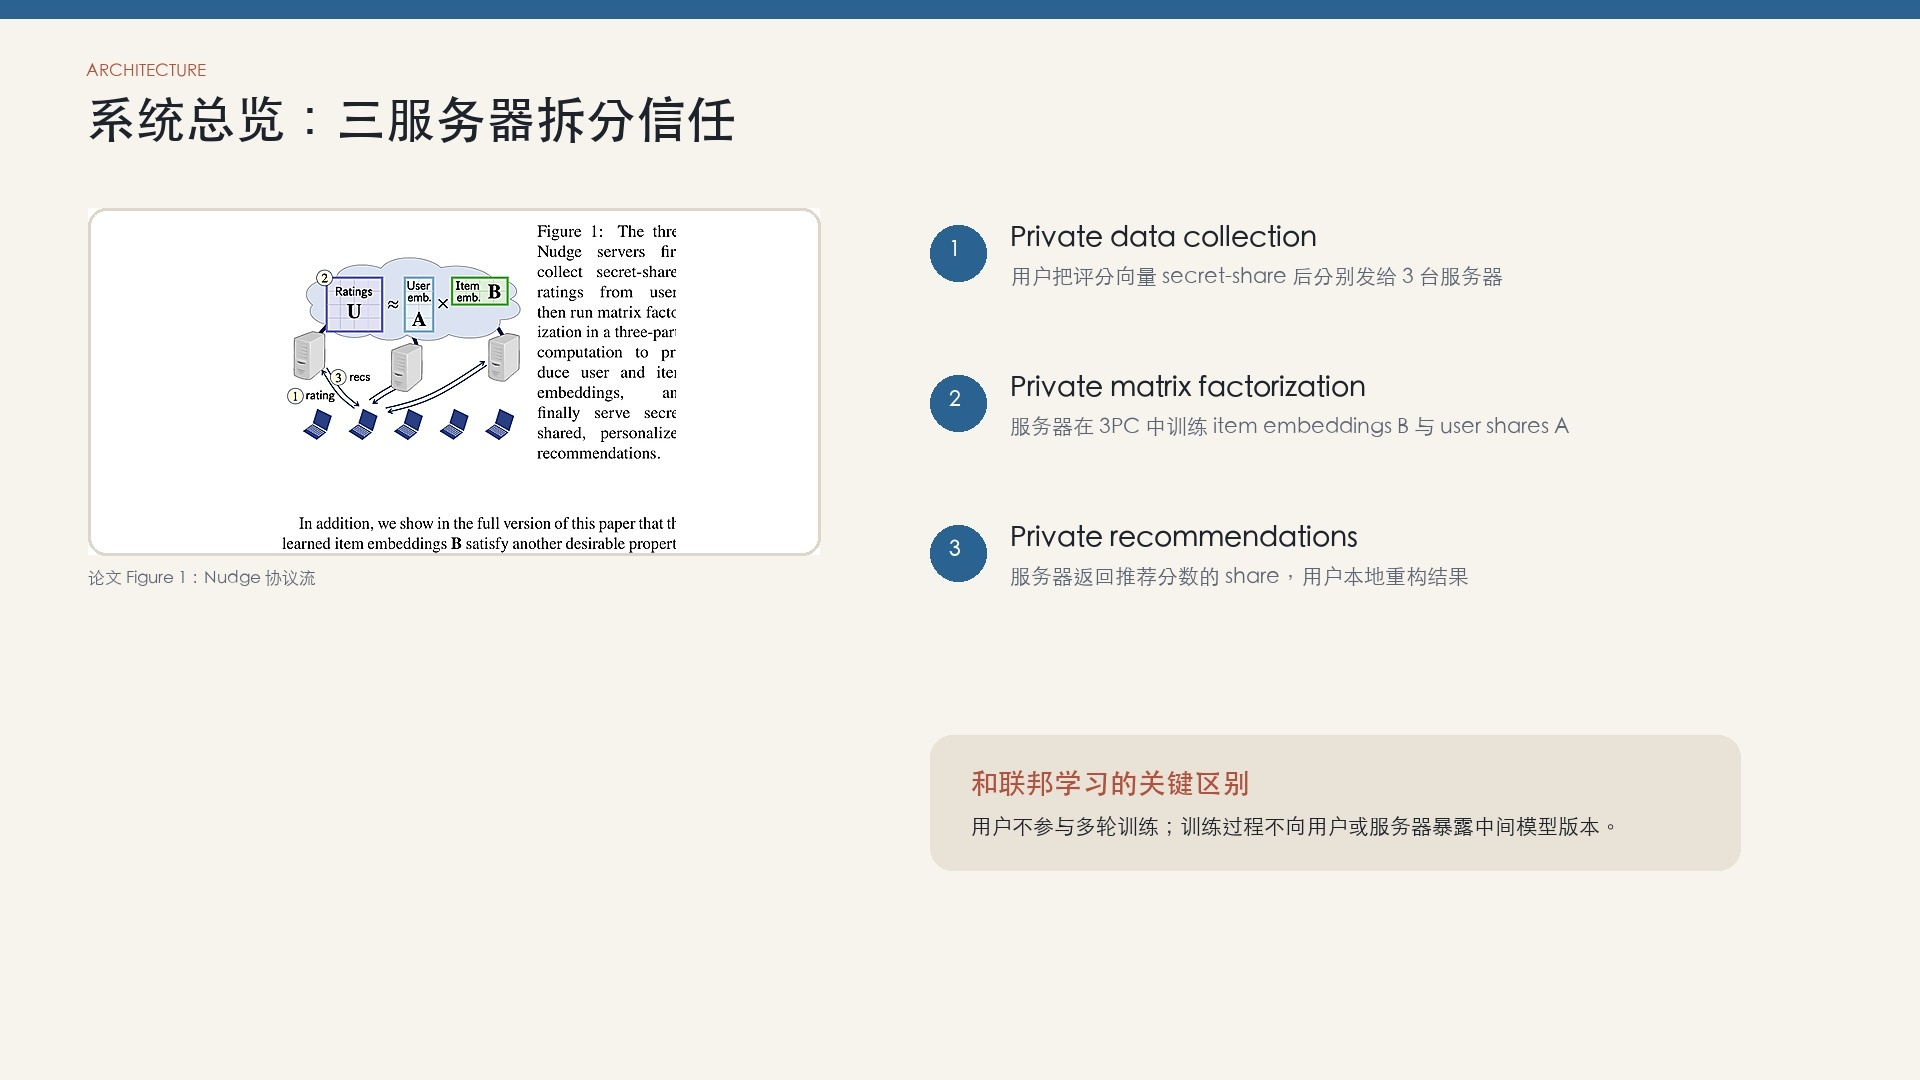 ARCHITECTURE
系统总览：三服务器拆分信任
2
Ratings
U
≈
User
emb.
A
×
Item
emb.
B
3 recs
1 rating
Figure 1: The thre
Nudge servers fir
collect secret-share
ratings from user
then run matrix facto
ization in a three-part
computation to pr
duce user and iter
embeddings, an
finally serve secre
shared, personalize
recommendations.
In addition, we show in the full version of this paper that th
learned item embeddings B satisfy another desirable propert
论文 Figure 1：Nudge 协议流
1
Private data collection
用户把评分向量 secret-share 后分别发给 3 台服务器
2
Private matrix factorization
服务器在 3PC 中训练 item embeddings B 与 user shares A
3
Private recommendations
服务器返回推荐分数的 share，用户本地重构结果
和联邦学习的关键区别
用户不参与多轮训练；训练过程不向用户或服务器暴露中间模型版本。